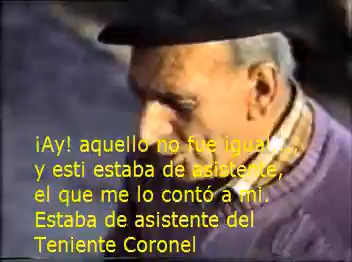 ¡Ay! aquello no fue igual...,
y esti estaba de asistente,
el que me lo contó a mi.
Estaba de asistente del
Teniente Coronel